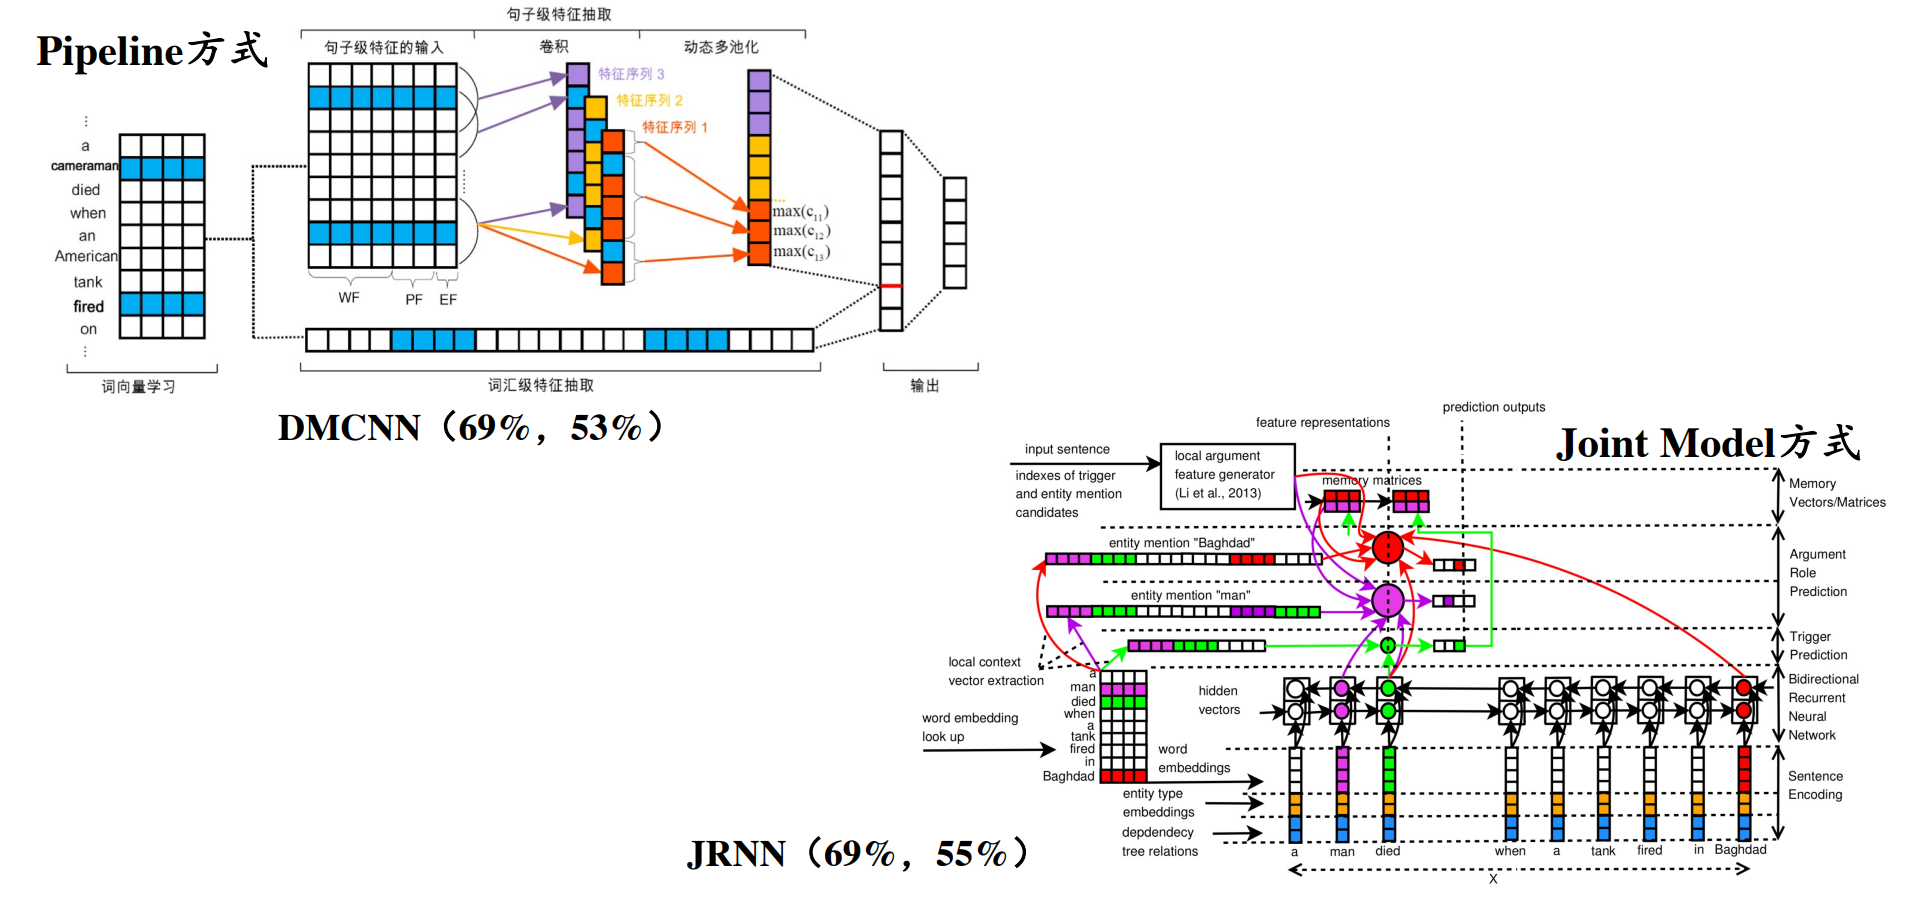 Pipeline方式
句子级特征抽取
句子级特征的输入
卷积
动态多池化
特征序列 3
特征序列 2
特征序列 1
⋮
a
cameraman
died
when
an
American
tank
fired
on
⋮
WF
PF
EF
max(c11)
max(c12)
max(c13)
词向量学习
词汇级特征抽取
输出
DMCNN（69%，53%）
Joint Model方式
feature representations
prediction outputs
input sentence
indexes of trigger
and entity mention
candidates
local argument
feature generator
(Li et al., 2013)
memory matrices
Memory
Vectors/Matrices
entity mention "Baghdad"
Argument
Role
Prediction
entity mention "man"
Trigger
Prediction
local context
vector extraction
a
man
died
when
a
tank
fired
in
Baghdad
word embedding
look up
hidden
vectors
Bidirectional
Recurrent
Neural
Network
word
embeddings
entity type
embeddings
depdendecy
tree relations
Sentence
Encoding
a man died when a tank fired in Baghdad
X
JRNN（69%，55%）